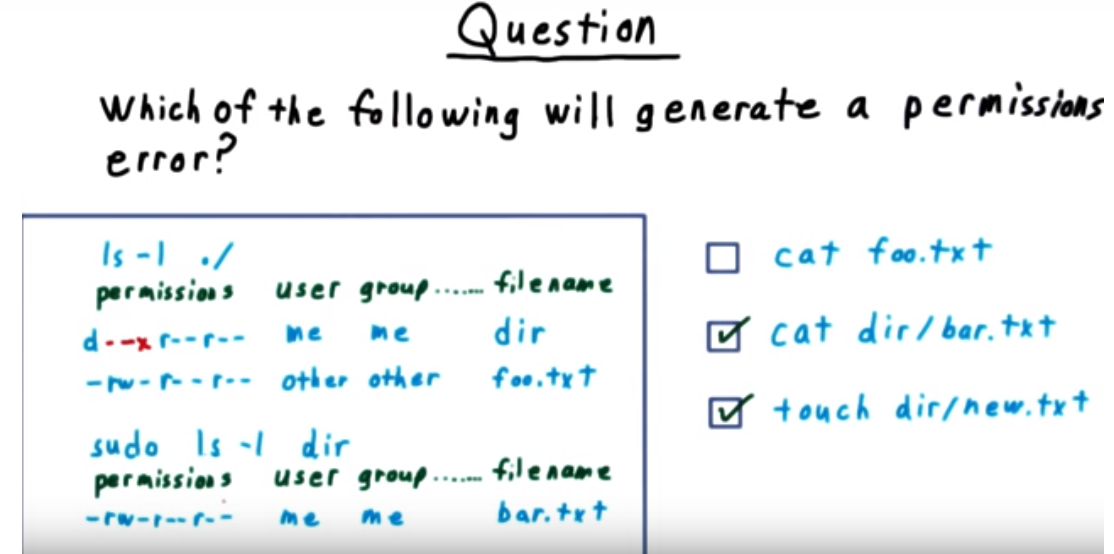 Question
Which of the following will generate a permissions
error?
ls -l ./
permissions user group....... filename
d--xr--r-- me me dir
-rw-r--r-- other other foo.txt
sudo ls -l dir
permissions user group....... filename
-rw-r--r-- me me bar.txt
cat foo.txt
cat dir/bar.txt
touch dir/new.txt